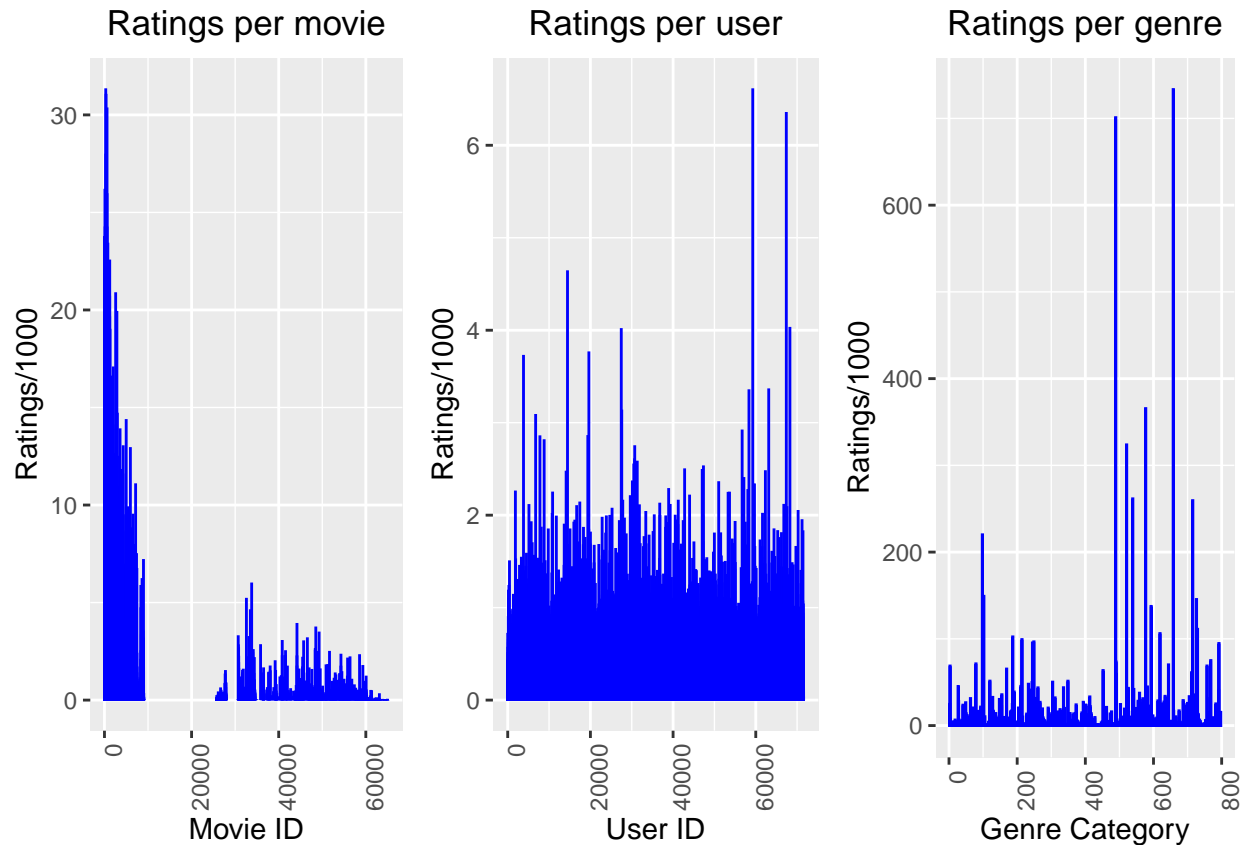 Ratings per movie
Ratings/1000
30
20
10
0
0
20000
40000
60000
Movie ID
Ratings per user
Ratings/1000
6
4
2
0
0
20000
40000
60000
User ID
Ratings per genre
Ratings/1000
600
400
200
0
0
200
400
600
800
Genre Category